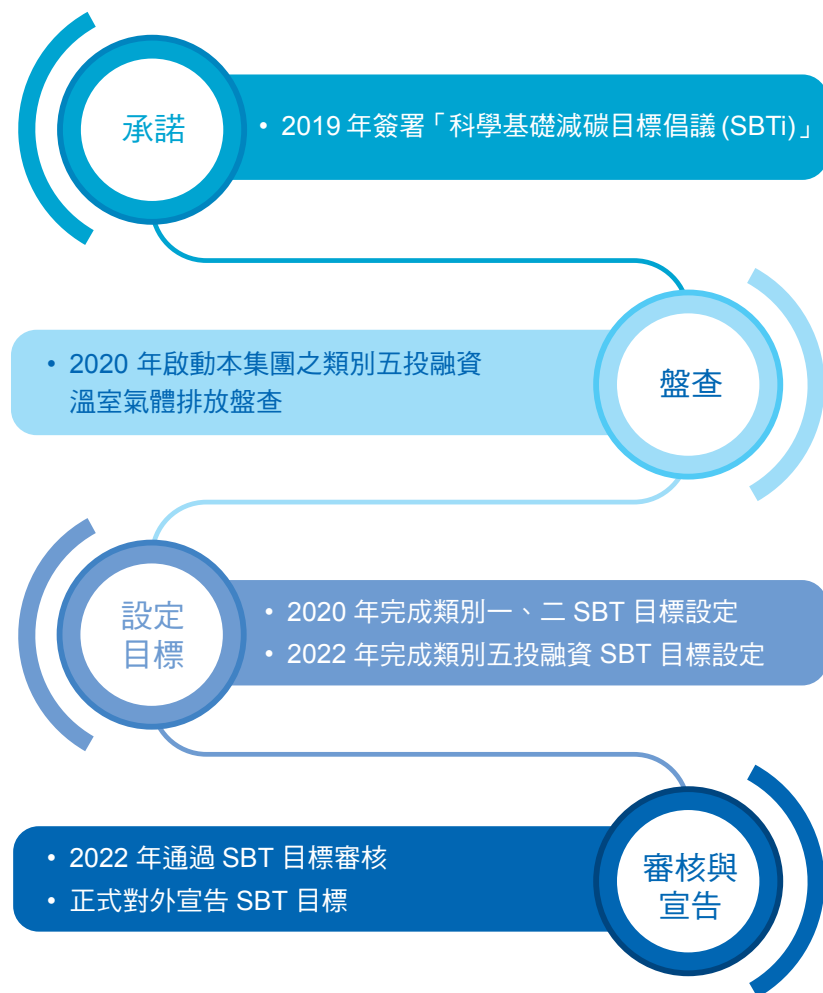 承諾
• 2019 年簽署「科學基礎減碳目標倡議 (SBTi)」
• 2020 年啟動本集團之類別五投融資
溫室氣體排放盤查
盤查
設定
目標
• 2020 年完成類別一、二 SBT 目標設定
• 2022 年完成類別五投融資 SBT 目標設定
• 2022 年通過 SBT 目標審核
• 正式對外宣告 SBT 目標
審核與
宣告